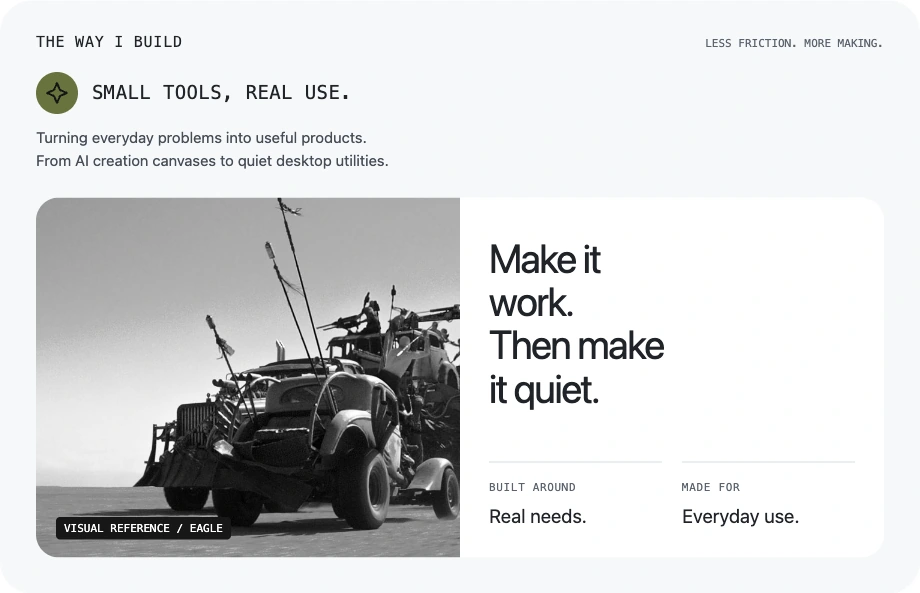 THE WAY I BUILD
LESS FRICTION. MORE MAKING.
SMALL TOOLS, REAL USE.
Turning everyday problems into useful products.
From AI creation canvases to quiet desktop utilities.
Make it
work.
Then make
it quiet.
BUILT AROUND
Real needs.
MADE FOR
Everyday use.
VISUAL REFERENCE / EAGLE